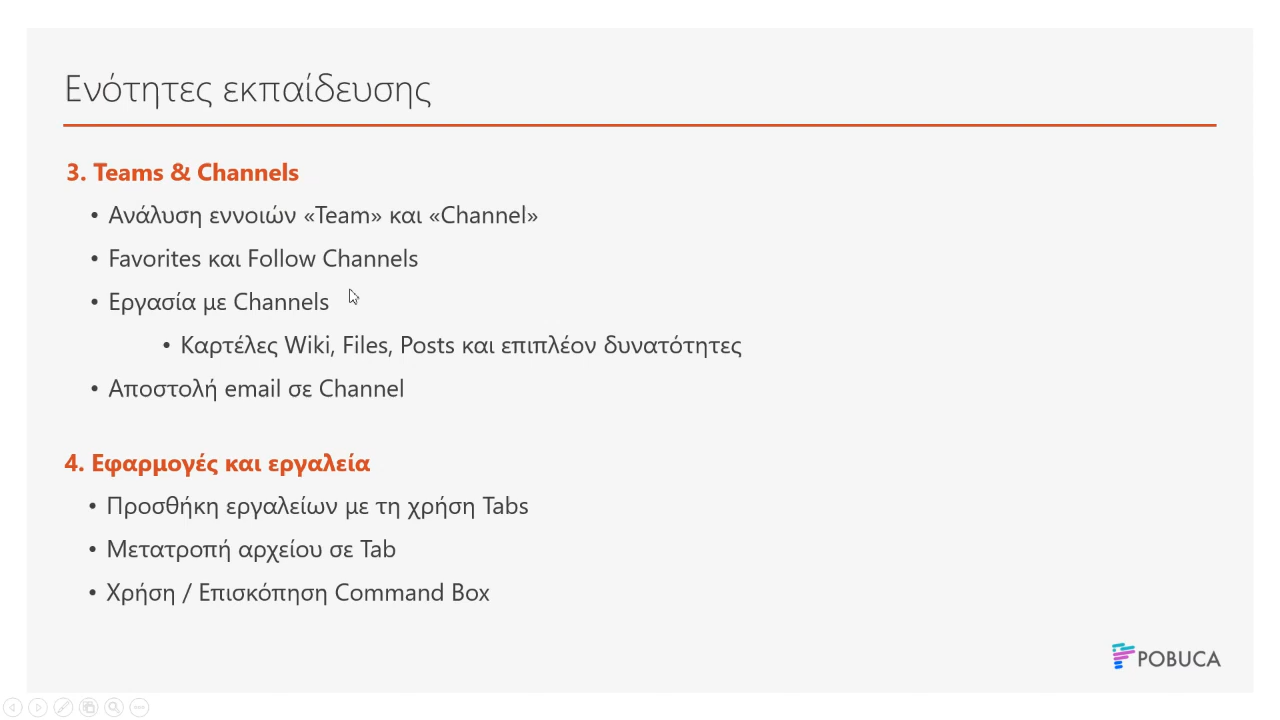 Ενότητες εκπαίδευσης
3. Teams & Channels
• Ανάλυση εννοιών «Team» και «Channel»
• Favorites και Follow Channels
• Εργασία με Channels
• Καρτέλες Wiki, Files, Posts και επιπλέον δυνατότητες
• Αποστολή email σε Channel
4. Εφαρμογές και εργαλεία
• Προσθήκη εργαλείων με τη χρήση Tabs
• Μετατροπή αρχείου σε Tab
• Χρήση / Επισκόπηση Command Box
POBUCA